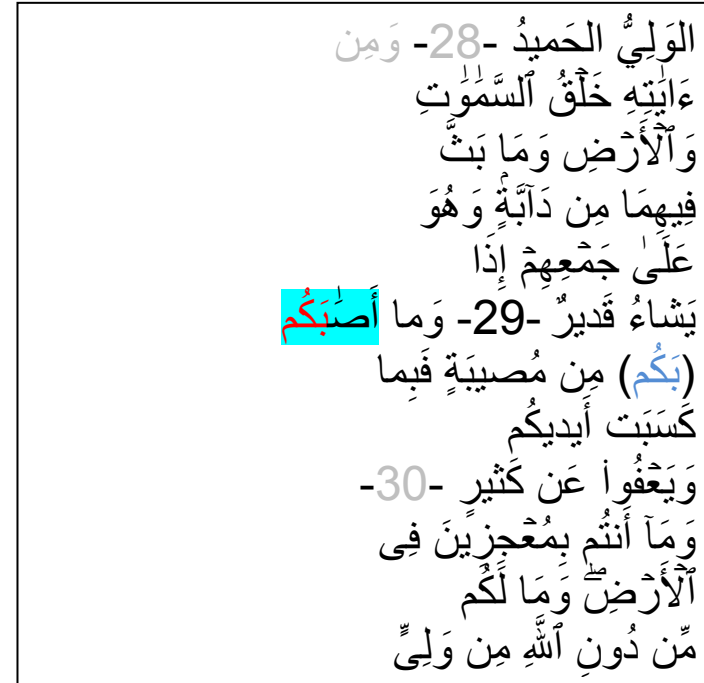 الوَلِيُّ الحَميدُ -28- وَمِن
ءَايَٰتِهِ خَلۡقُ ٱلسَّمَٰوَٰتِ
وَٱلۡأَرۡضِ وَمَا بَثَّ
فِيهِمَا مِن دَآبَّةٖۚ وَهُوَ
عَلَىٰ جَمۡعِهِمۡ إِذَا
يَشاءُ قَديرٌ -29- وَما أَصَٰبَكُم
(بَكُم) مِن مُصيبَةٍ فَبِما
كَسَبَت أَيديكُم
وَيَعۡفُواْ عَن كَثيرٍ -30-
وَمَآ أَنتُم بِمُعۡجِزِينَ فِى
ٱلۡأَرۡضِۖ وَمَا لَكُم
مِّن دُونِ ٱللَّهِ مِن وَلِىٍّ